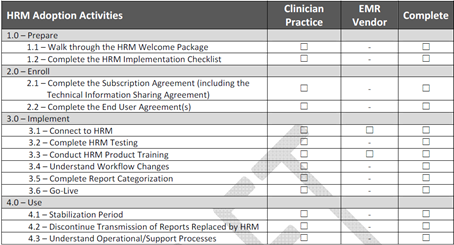 HRM Adoption Activities Clinician Practice EMR Vendor Complete
1.0 – Prepare
1.1 – Walk through the HRM Welcome Package ☐ - ☐
1.2 – Complete the HRM Implementation Checklist ☐ - ☐
2.0 – Enroll
2.1 – Complete the Subscription Agreement (including the
Technical Information Sharing Agreement) ☐ - ☐
2.2 – Complete the End User Agreement(s) ☐ - ☐
3.0 – Implement
3.1 – Connect to HRM ☐ ☐ ☐
3.2 – Complete HRM Testing ☐ - ☐
3.3 – Conduct HRM Product Training ☐ ☐ ☐
3.4 – Understand Workflow Changes ☐ - ☐
3.5 – Complete Report Categorization ☐ - ☐
3.6 – Go-Live ☐ - ☐
4.0 – Use
4.1 – Stabilization Period ☐ - ☐
4.2 – Discontinue Transmission of Reports Replaced by HRM ☐ - ☐
4.3 – Understand Operational/Support Processes ☐ - ☐